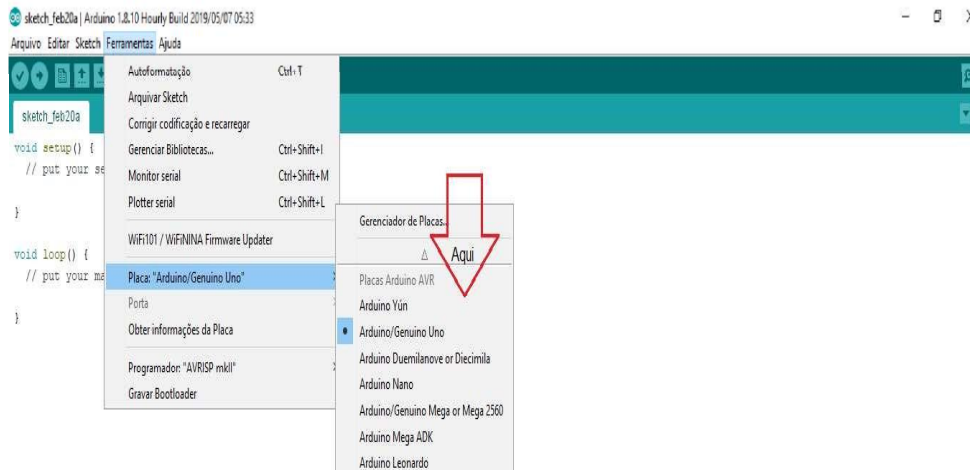 sketch_feb20a | Arduino 1.8.10 Hourly Build 2019/05/07 05:33
Arquivo Editar Sketch Ferramentas Ajuda
sketch_feb20a
void setup() {
// put your se
}
void loop() {
// put your ma
}
Autoformatação Ctrl+T
Arquivar Sketch
Corrigir codificação e recarregar
Gerenciar Bibliotecas... Ctrl+Shift+I
Monitor serial Ctrl+Shift+M
Plotter serial Ctrl+Shift+L
WiFi101 / WiFiNINA Firmware Updater
Placa: "Arduino/Genuino Uno"
Porta
Obter informações da Placa
Programador: "AVRISP mkII"
Gravar Bootloader
Gerenciador de Placas...
Aqui
Placas Arduino AVR
Arduino Yún
Arduino/Genuino Uno
Arduino Duemilanove or Diecimila
Arduino Nano
Arduino/Genuino Mega or Mega 2560
Arduino Mega ADK
Arduino Leonardo